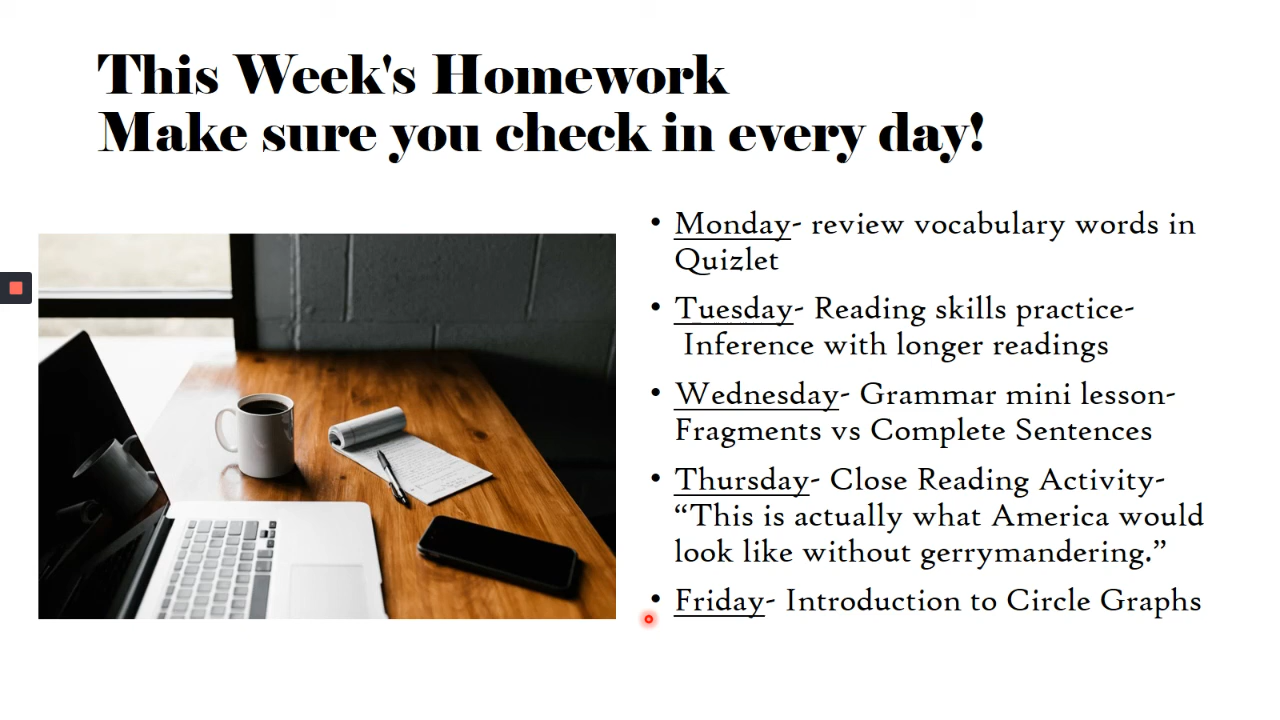 This Week's Homework
Make sure you check in every day!
• Monday- review vocabulary words in
Quizlet
• Tuesday- Reading skills practice-
Inference with longer readings
• Wednesday- Grammar mini lesson-
Fragments vs Complete Sentences
• Thursday- Close Reading Activity-
“This is actually what America would
look like without gerrymandering.”
• Friday- Introduction to Circle Graphs